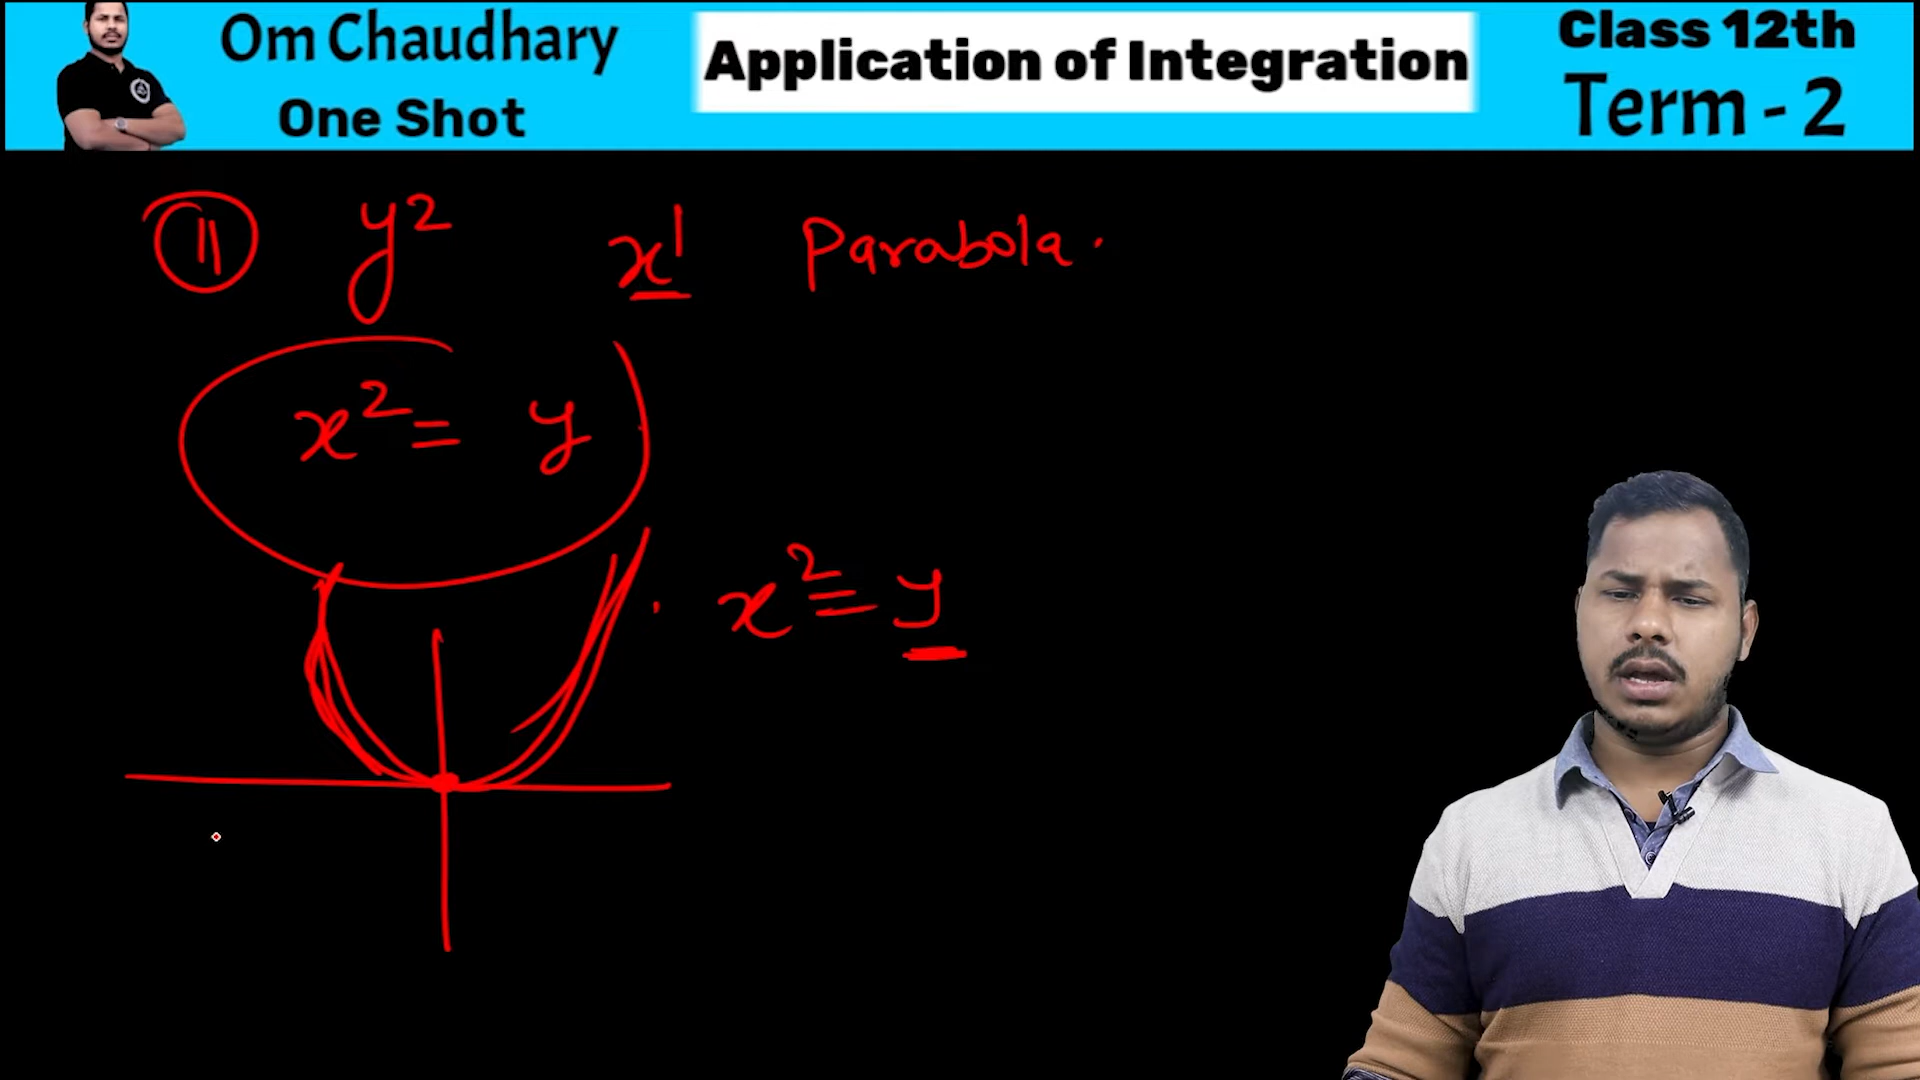 Om Chaudhary
One Shot
Application of Integration
Class 12th
Term - 2
11 y² x¹ Parabola.
x² = y
x² = y